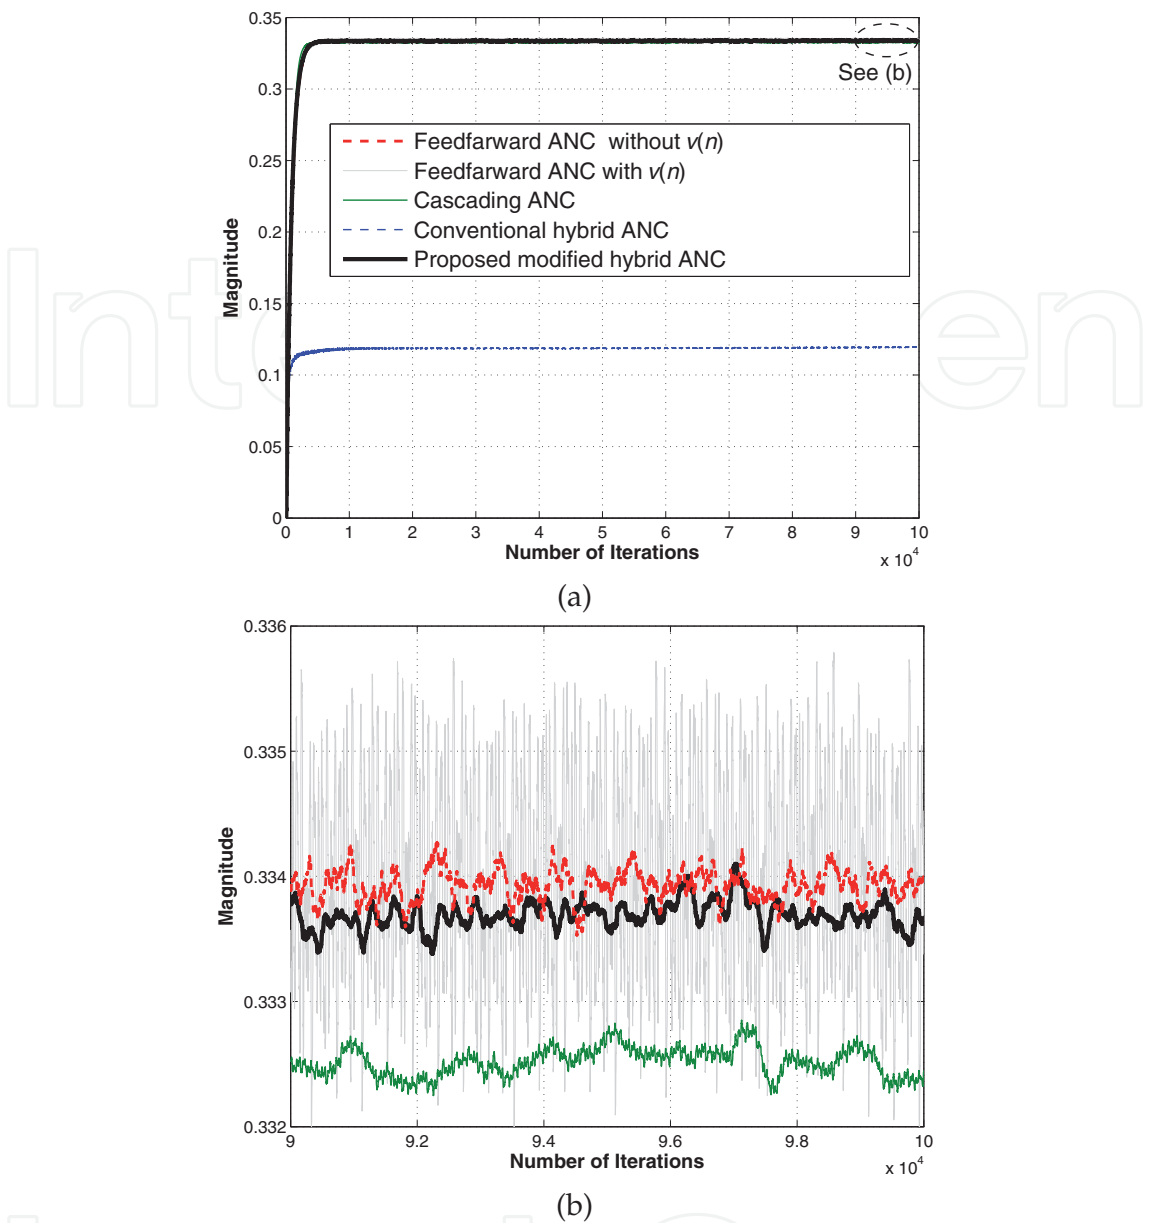 0.35
0.3
0.25
0.2
0.15
0.1
0.05
0
Magnitude
See (b)
Feedfarward ANC without v(n)
Feedfarward ANC with v(n)
Cascading ANC
Conventional hybrid ANC
Proposed modified hybrid ANC
0 1 2 3 4 5 6 7 8 9 10
Number of Iterations
x 10^4
(a)
0.336
0.335
0.334
0.333
0.332
Magnitude
9 9.2 9.4 9.6 9.8 10
Number of Iterations
x 10^4
(b)